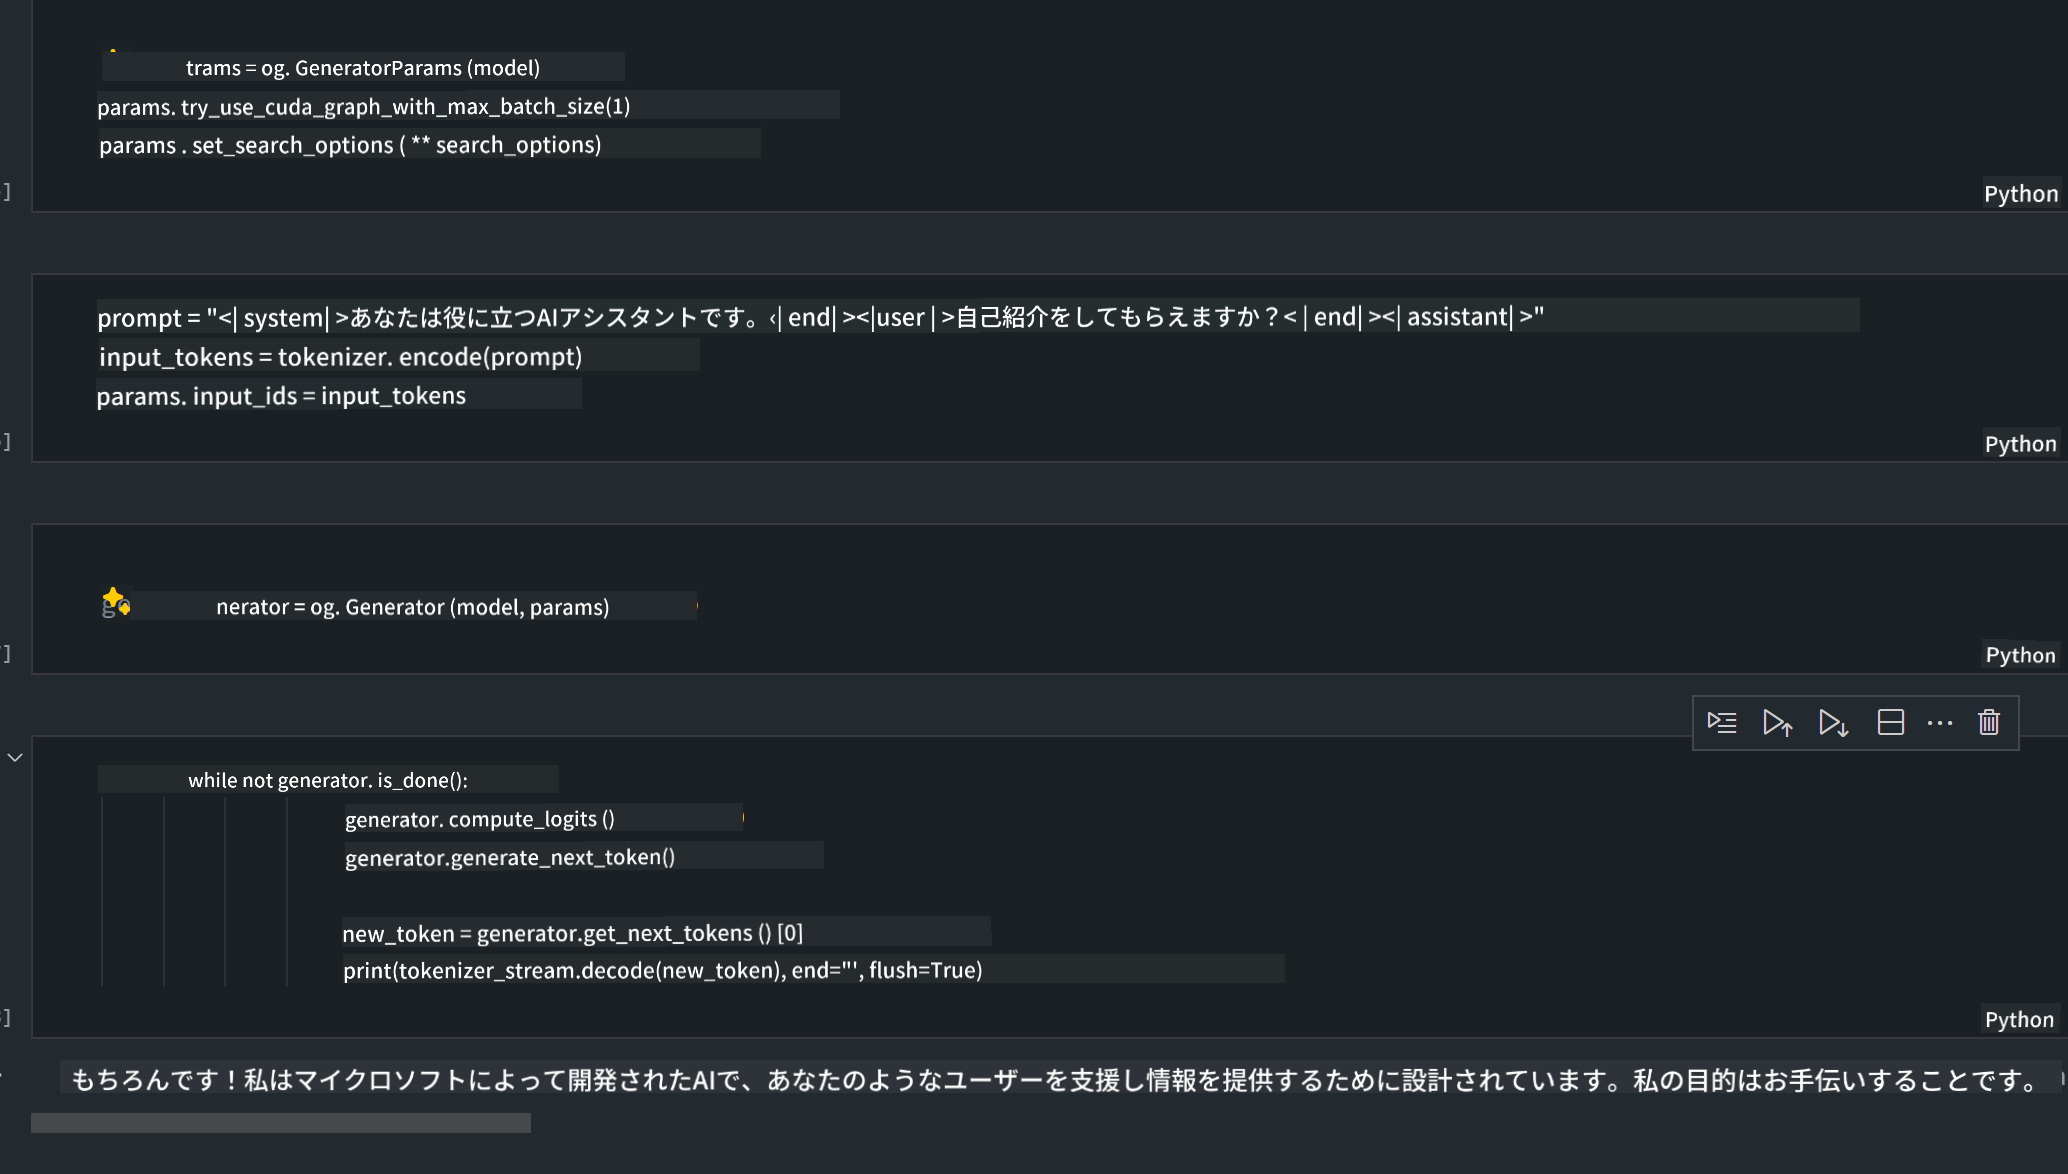 trams = og. GeneratorParams (model)
params. try_use_cuda_graph_with_max_batch_size(1)
params . set_search_options ( ** search_options)
]
Python
prompt = "<| system| >あなたは役に立つAIアシスタントです。‹| end| ><|user | >自己紹介をしてもらえますか？< | end| ><| assistant| >"
input_tokens = tokenizer. encode(prompt)
params. input_ids = input_tokens
]
Python
nerator = og. Generator (model, params)
]
Python
while not generator. is_done():
generator. compute_logits ()
generator.generate_next_token()
new_token = generator.get_next_tokens () [0]
print(tokenizer_stream.decode(new_token), end="', flush=True)
]
Python
もちろんです！私はマイクロソフトによって開発されたAIで、あなたのようなユーザーを支援し情報を提供するために設計されています。私の目的はお手伝いすることです。